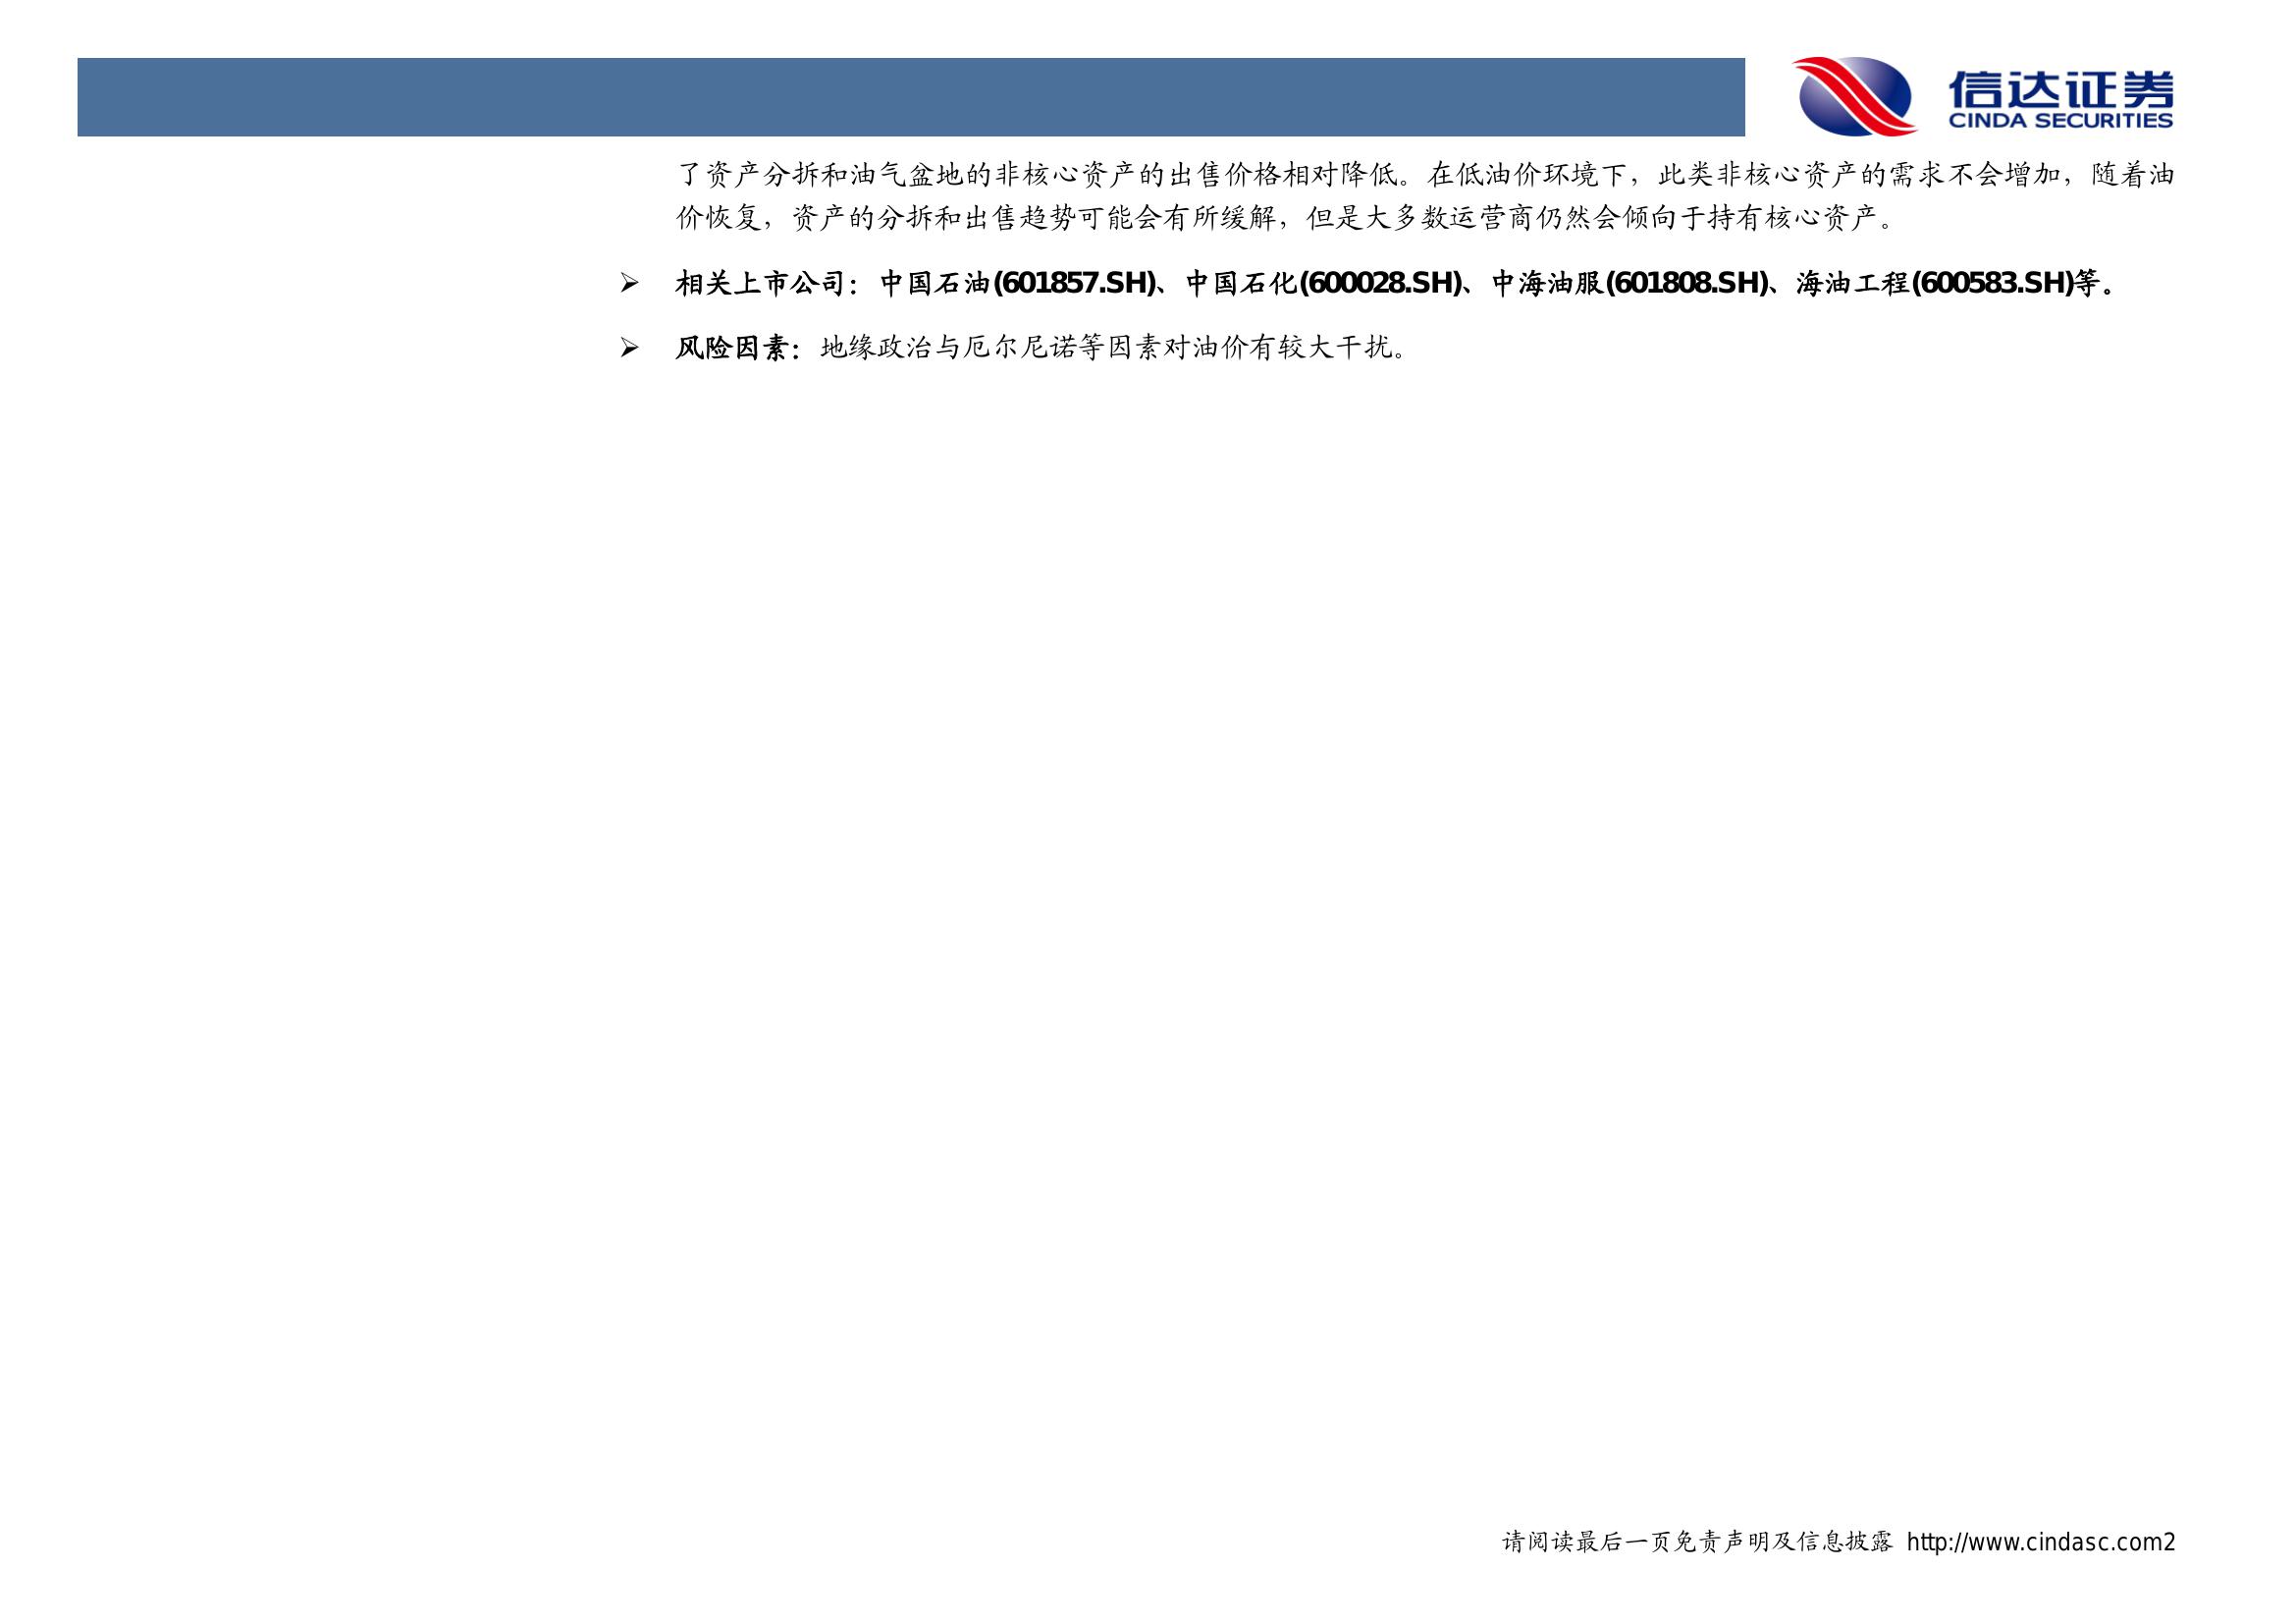 信达证券
CINDA SECURITIES
了资产分拆和油气盆地的非核心资产的出售价格相对降低。在低油价环境下，此类非核心资产的需求不会增加，随着油
价恢复，资产的分拆和出售趋势可能会有所缓解，但是大多数运营商仍然会倾向于持有核心资产。
➢ 相关上市公司：中国石油(601857.SH)、中国石化(600028.SH)、中海油服(601808.SH)、海油工程(600583.SH)等。
➢ 风险因素：地缘政治与厄尔尼诺等因素对油价有较大干扰。
请阅读最后一页免责声明及信息披露 http://www.cindasc.com2